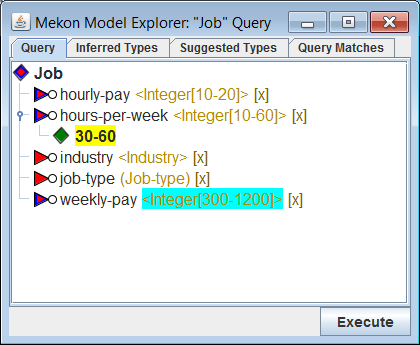 Mekon Model Explorer: "Job" Query
Query Inferred Types Suggested Types Query Matches
Job
hourly-pay <Integer[10-20]> [x]
hours-per-week <Integer[10-60]> [x]
30-60
industry <Industry> [x]
job-type (Job-type) [x]
weekly-pay <Integer[300-1200]> [x]
Execute